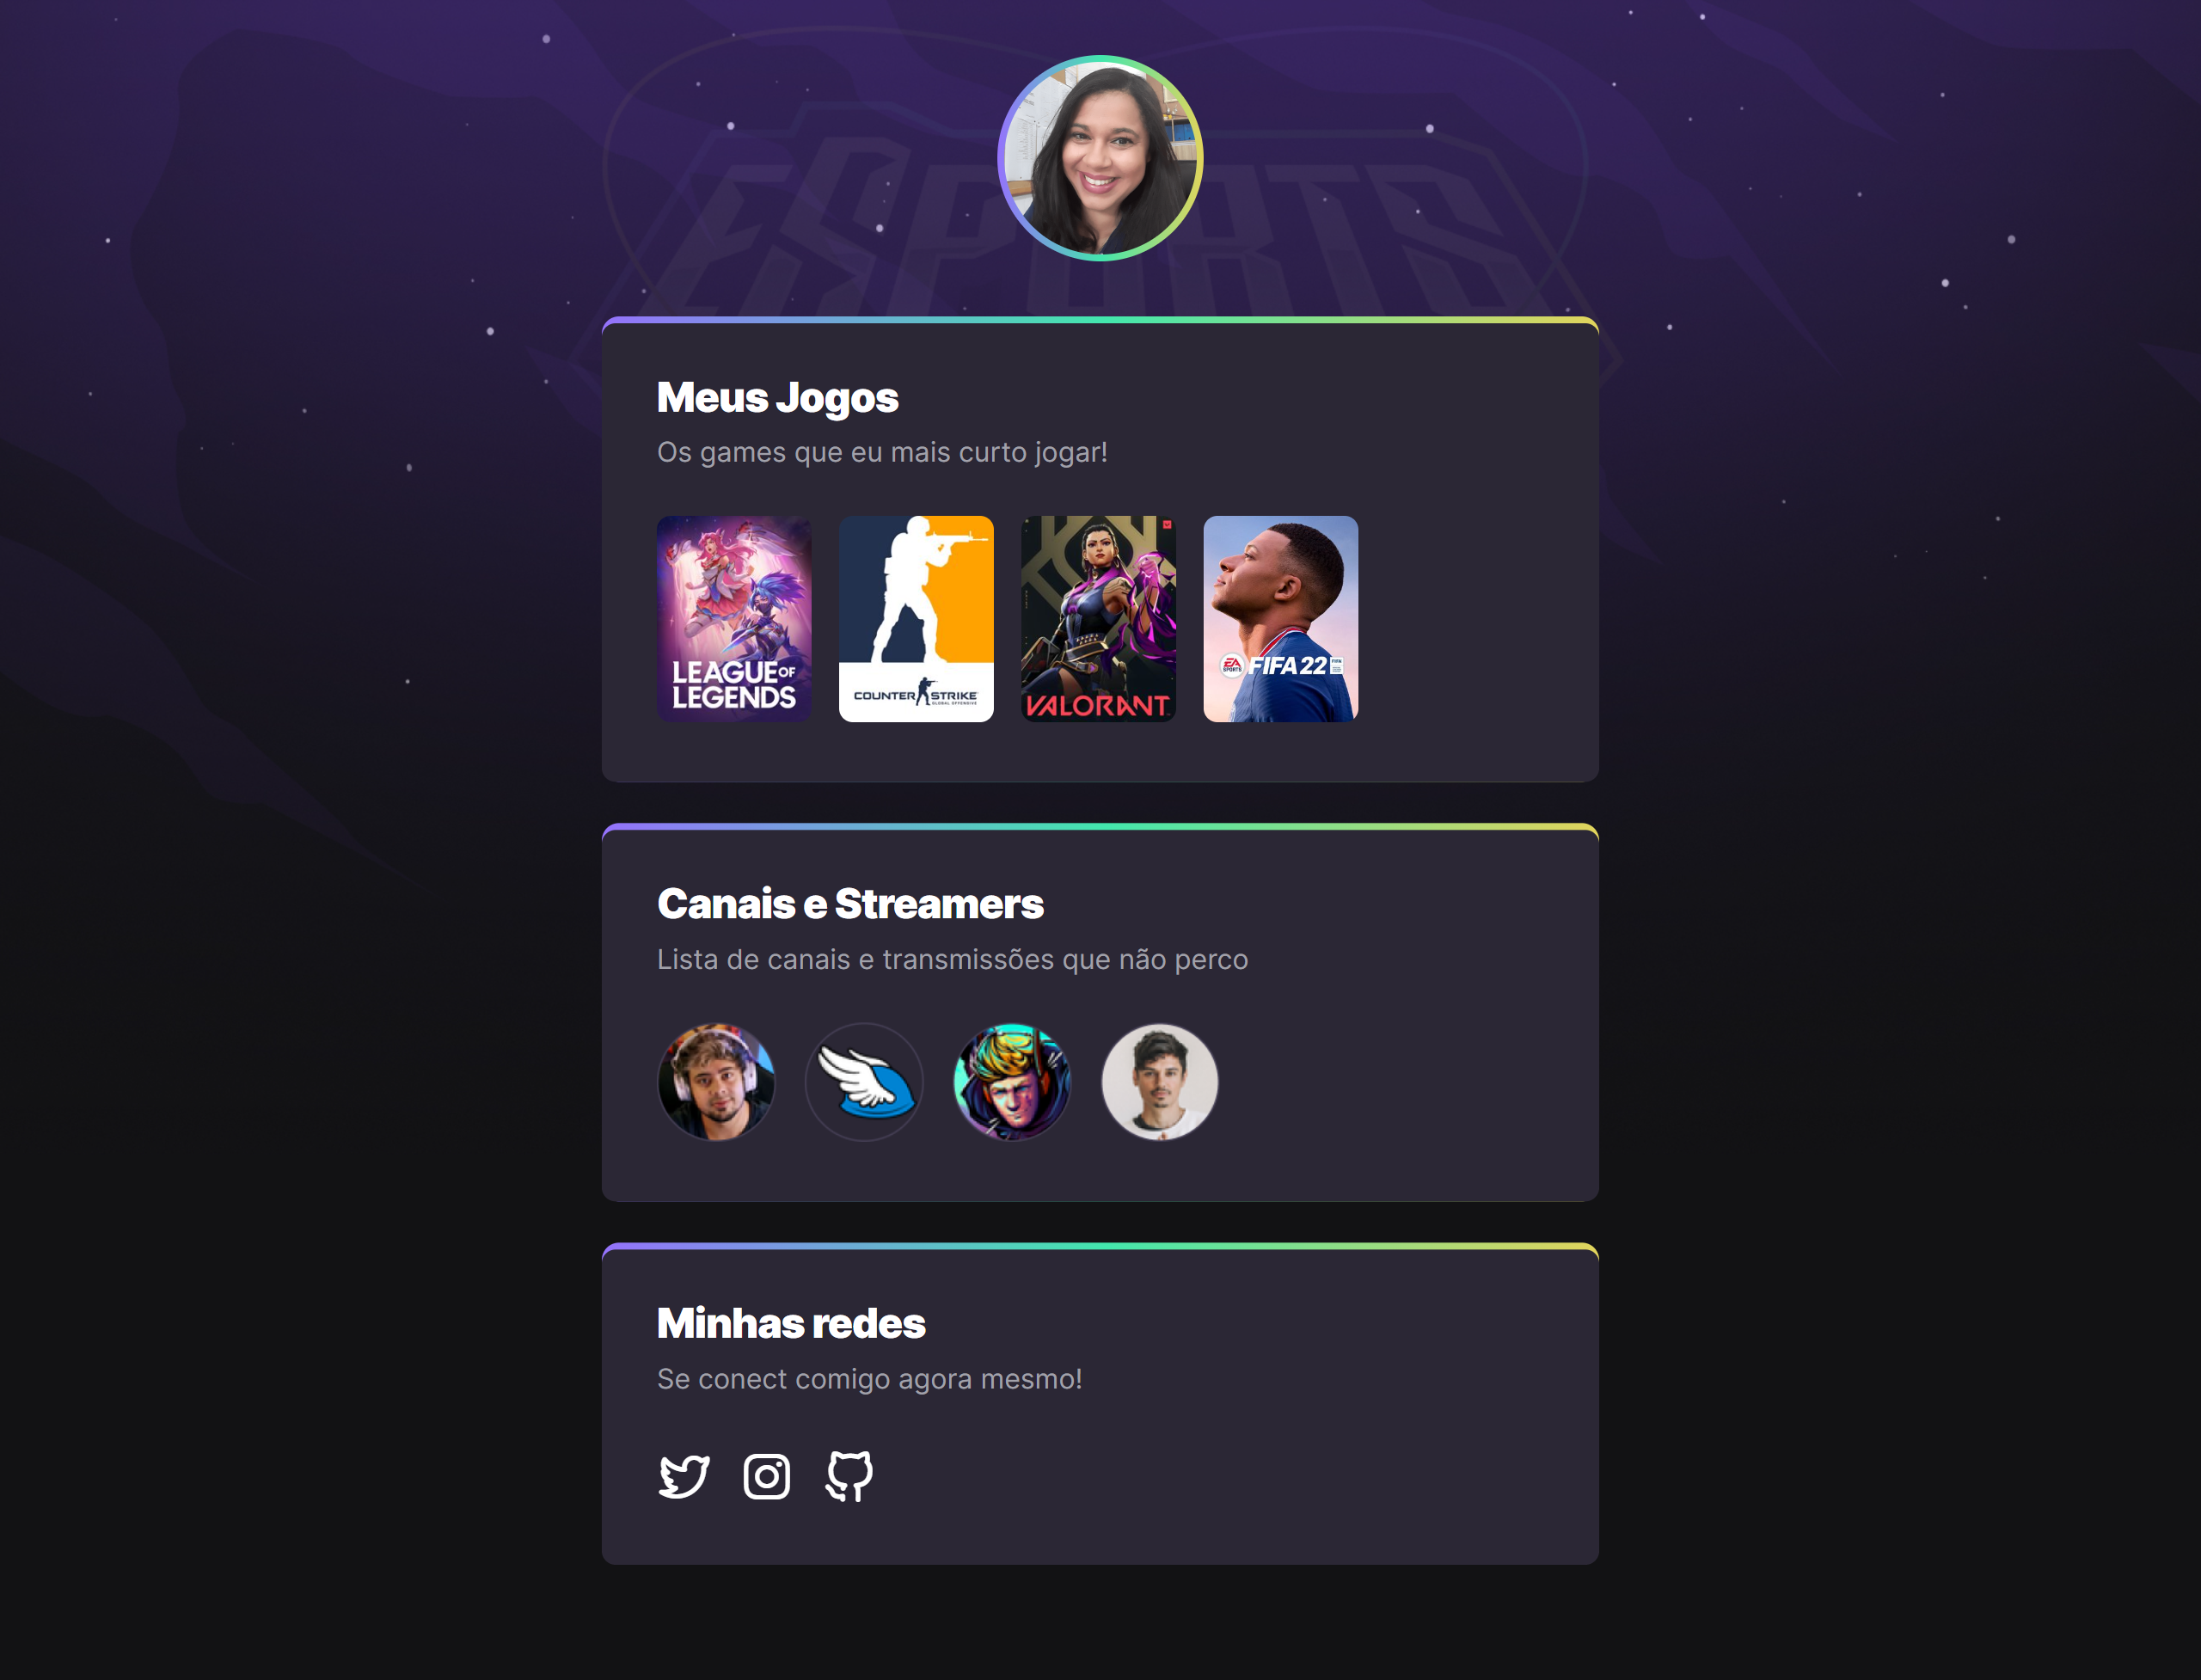 ESPORTS
Meus Jogos
Os games que eu mais curto jogar!
LEAGUE OF
LEGENDS
COUNTER STRIKE
GLOBAL OFFENSIVE
VALORANT
EA SPORTS FIFA 22 FIFA
Canais e Streamers
Lista de canais e transmissões que não perco
Minhas redes
Se conect comigo agora mesmo!